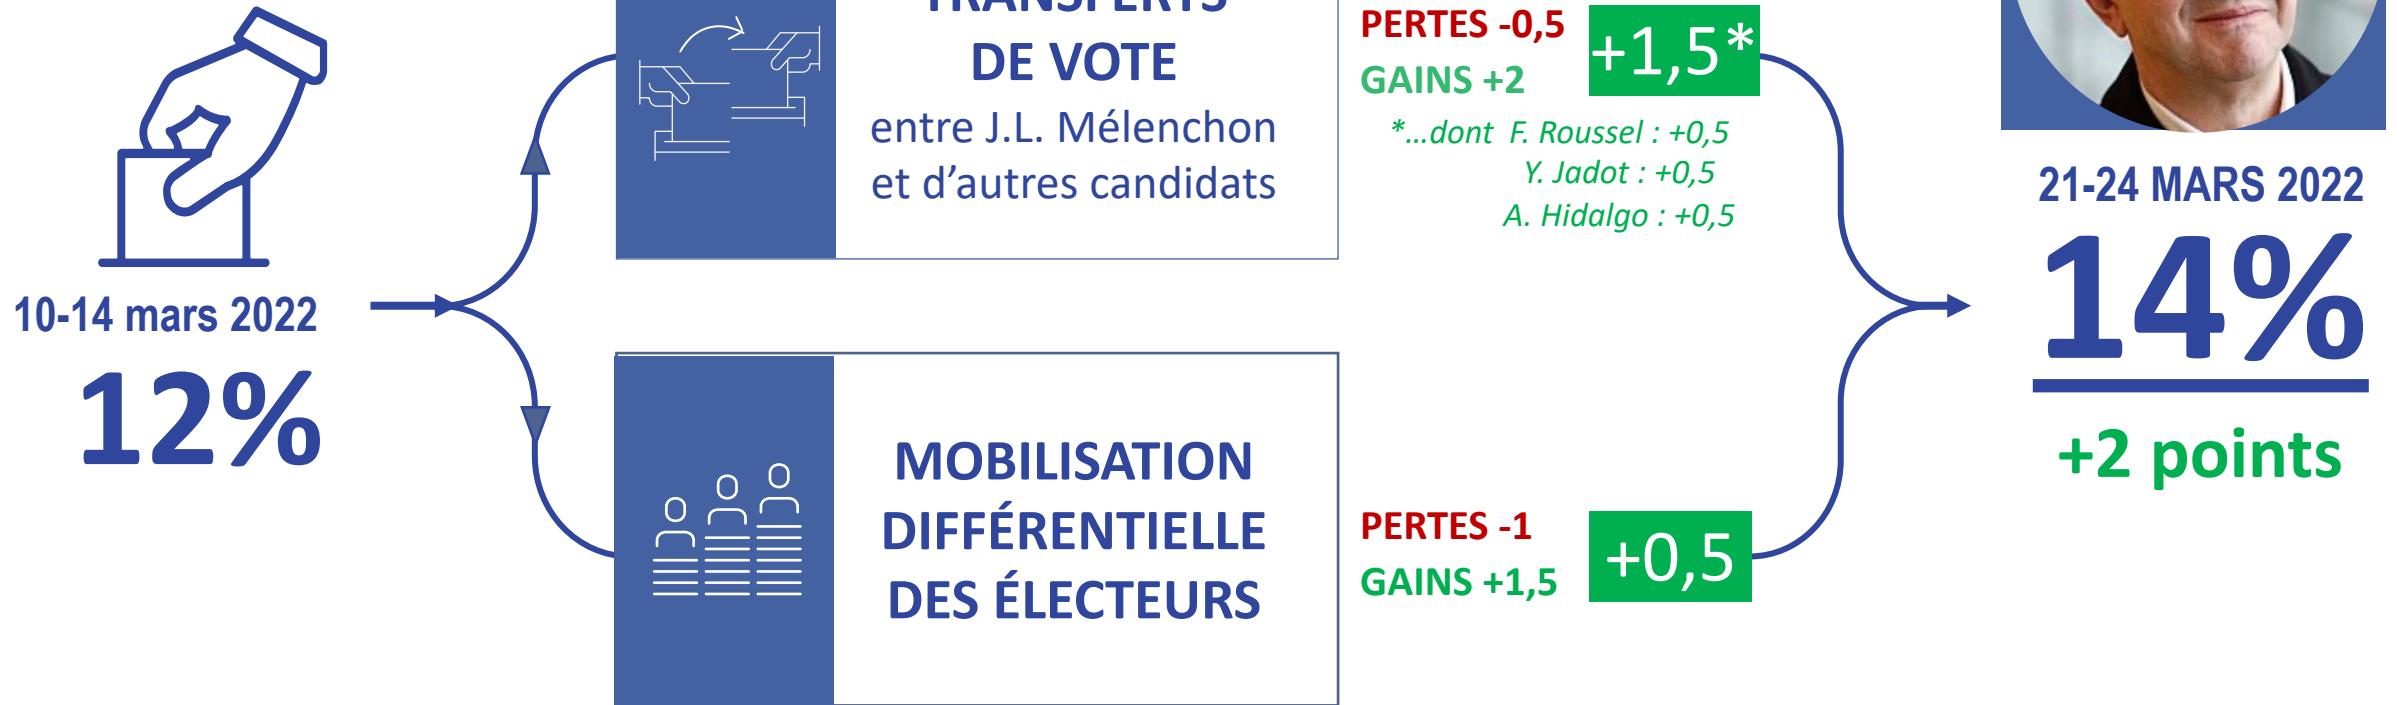 TRANSFERTS
DE VOTE
entre J.L. Mélenchon
et d'autres candidats
PERTES -0,5
GAINS +2
+1,5*
*...dont F. Roussel : +0,5
Y. Jadot : +0,5
A. Hidalgo : +0,5
10-14 mars 2022
12%
MOBILISATION
DIFFÉRENTIELLE
DES ÉLECTEURS
PERTES -1
GAINS +1,5
+0,5
21-24 MARS 2022
14%
+2 points